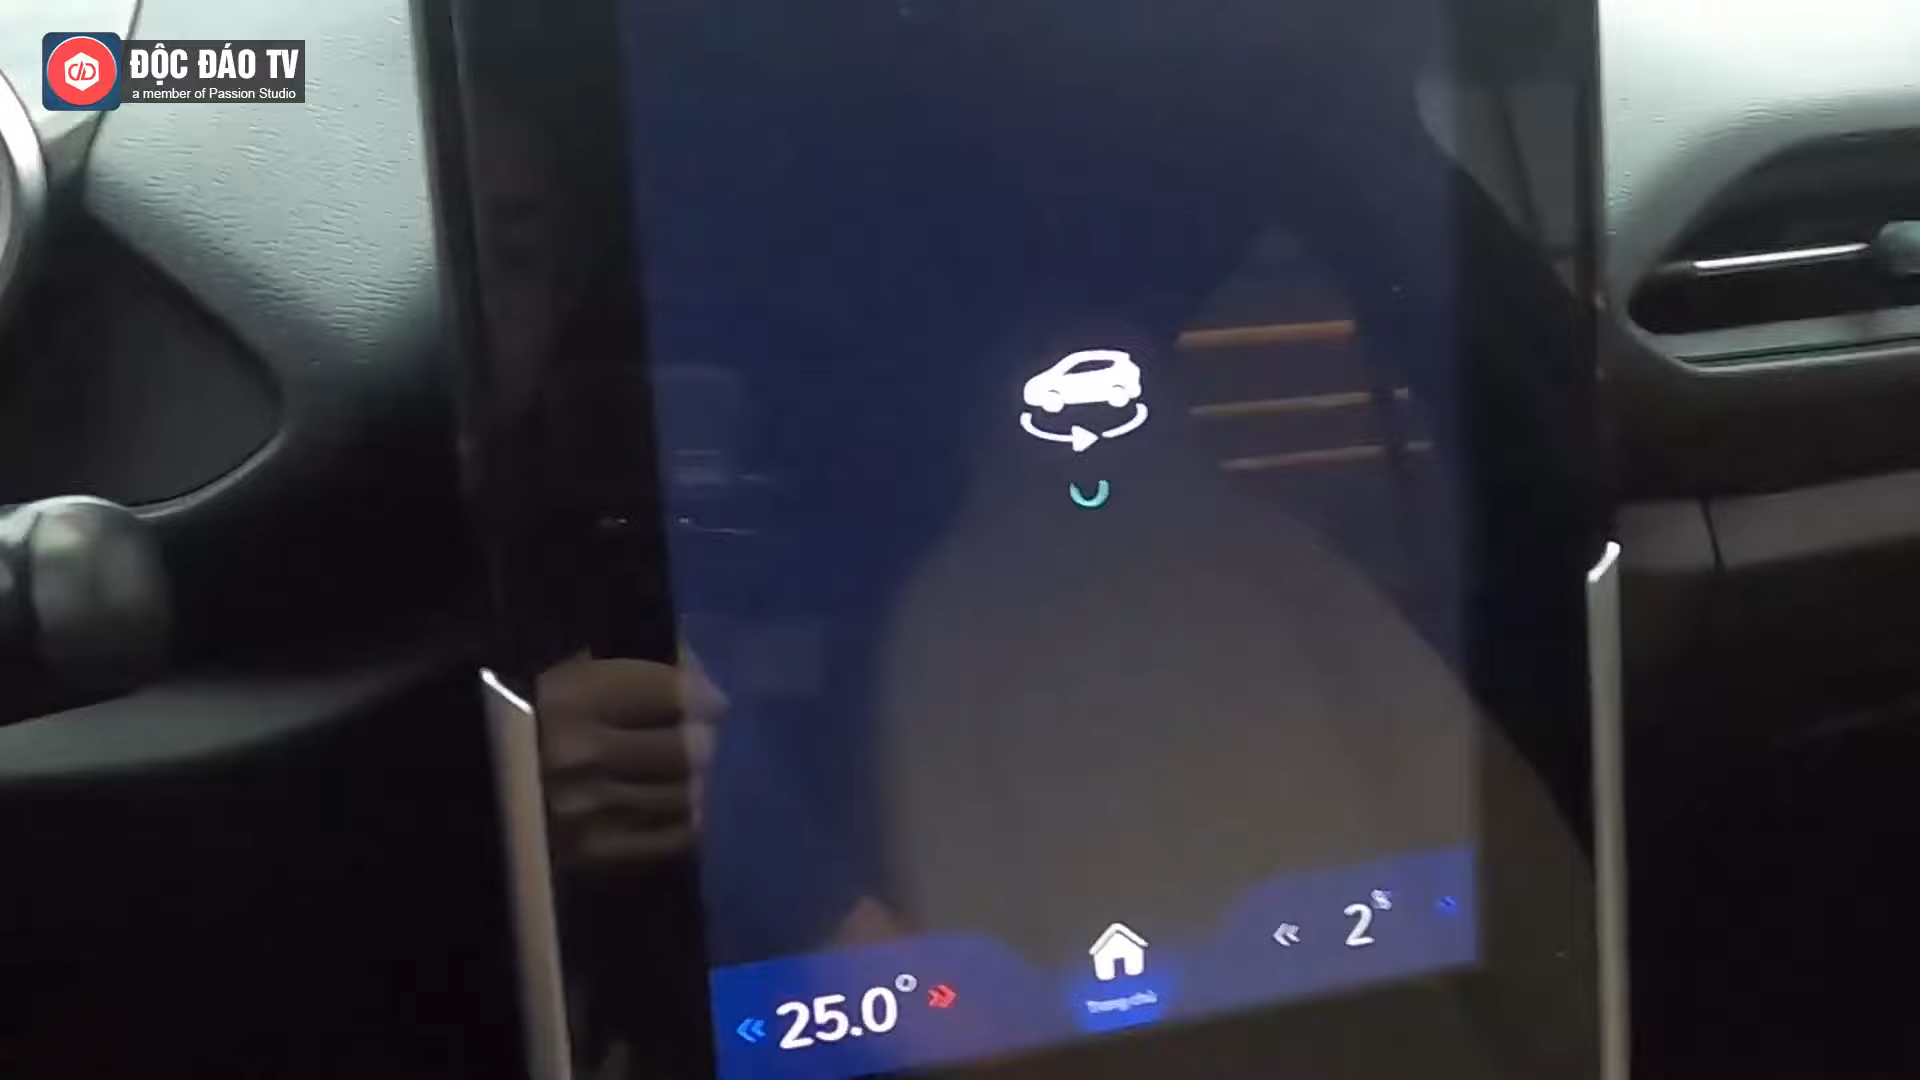 ĐỘC ĐÁO TV
a member of Passion Studio
25.0°
Trang chủ
2